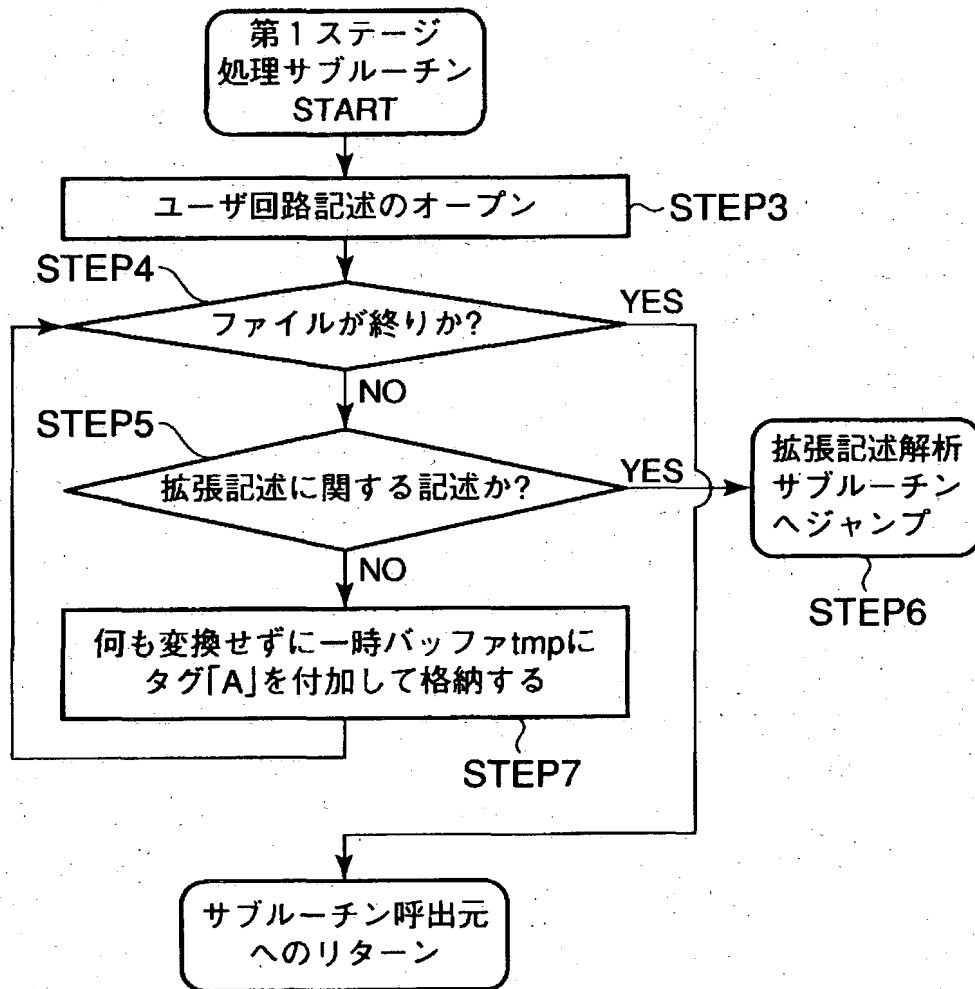 第1ステージ
処理サブルーチン
START
ユーザ回路記述のオープン
STEP3
STEP4
ファイルが終りか?
YES
NO
STEP5
拡張記述に関する記述か?
YES
拡張記述解析
サブルーチン
へジャンプ
STEP6
NO
何も変換せずに一時バッファtmpに
タグ「A」を付加して格納する
STEP7
サブルーチン呼出元
へのリターン